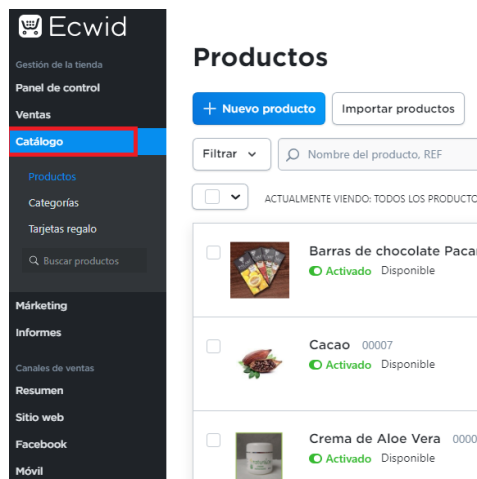 Ecwid
Gestión de la tienda
Panel de control
Ventas
Catálogo
Productos
Categorías
Tarjetas regalo
Buscar productos
Márketing
Informes
Canales de ventas
Resumen
Sitio web
Facebook
Móvil
Productos
+ Nuevo producto
Importar productos
Filtrar
Nombre del producto, REF
ACTUALMENTE VIENDO: TODOS LOS PRODUCTO
Barras de chocolate Pacar
Activado Disponible
Cacao 00007
Activado Disponible
Crema de Aloe Vera 0000
Activado Disponible